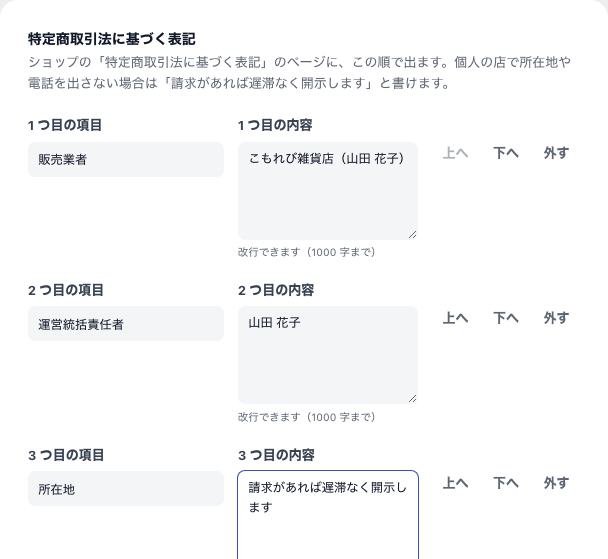 特定商取引法に基づく表記
ショップの「特定商取引法に基づく表記」のページに、この順で出ます。個人の店で所在地や
電話を出さない場合は「請求があれば遅滞なく開示します」と書けます。
1 つ目の項目
1 つ目の内容
販売業者
こもれび雑貨店（山田 花子）
上へ
下へ
外す
改行できます（1000 字まで）
2 つ目の項目
2 つ目の内容
運営統括責任者
山田 花子
上へ
下へ
外す
改行できます（1000 字まで）
3 つ目の項目
3 つ目の内容
所在地
請求があれば遅滞なく開示し
ます
上へ
下へ
外す